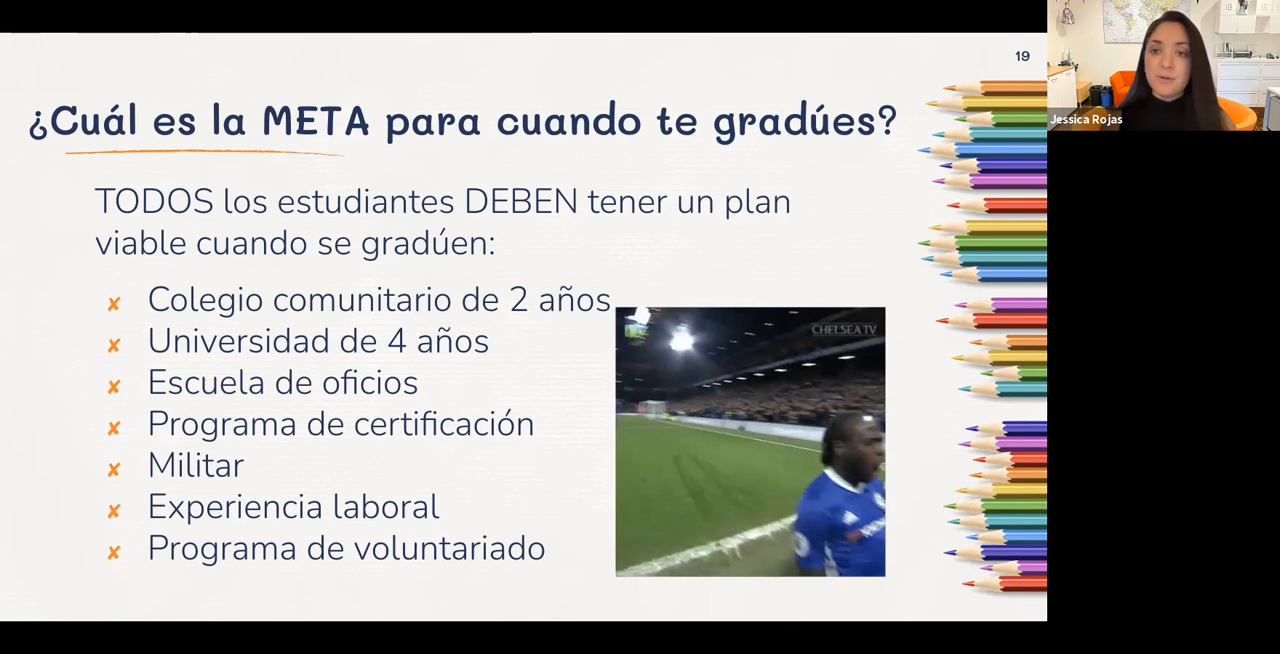 19
¿Cuál es la META para cuando te gradúes?
TODOS los estudiantes DEBEN tener un plan
viable cuando se gradúen:
✘ Colegio comunitario de 2 años
✘ Universidad de 4 años
✘ Escuela de oficios
✘ Programa de certificación
✘ Militar
✘ Experiencia laboral
✘ Programa de voluntariado
CHELSEA TV
Jessica Rojas